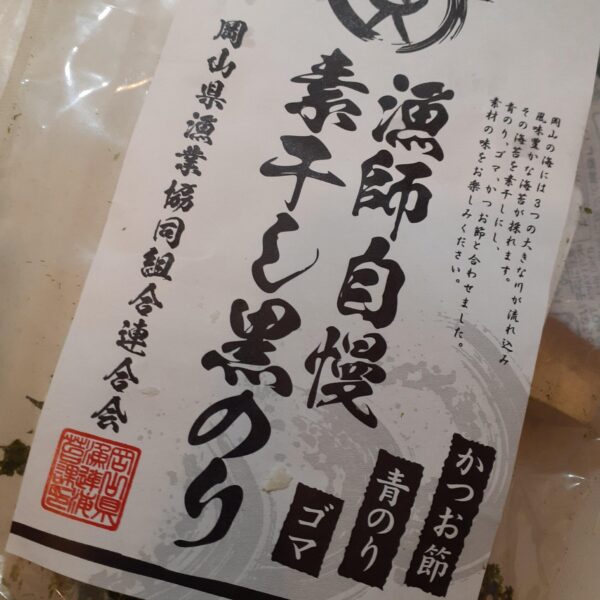 岡山の海には3つの大きな川が流れ込み
風味豊かな海苔が採れます。
その海苔を素干しにし、
青のり、ゴマ、かつお節と合わせました。
素材の味をお楽しみください。
漁師自慢
素干し黒のり
岡山県漁業協同組合連合会
かつお節
青のり
ゴマ